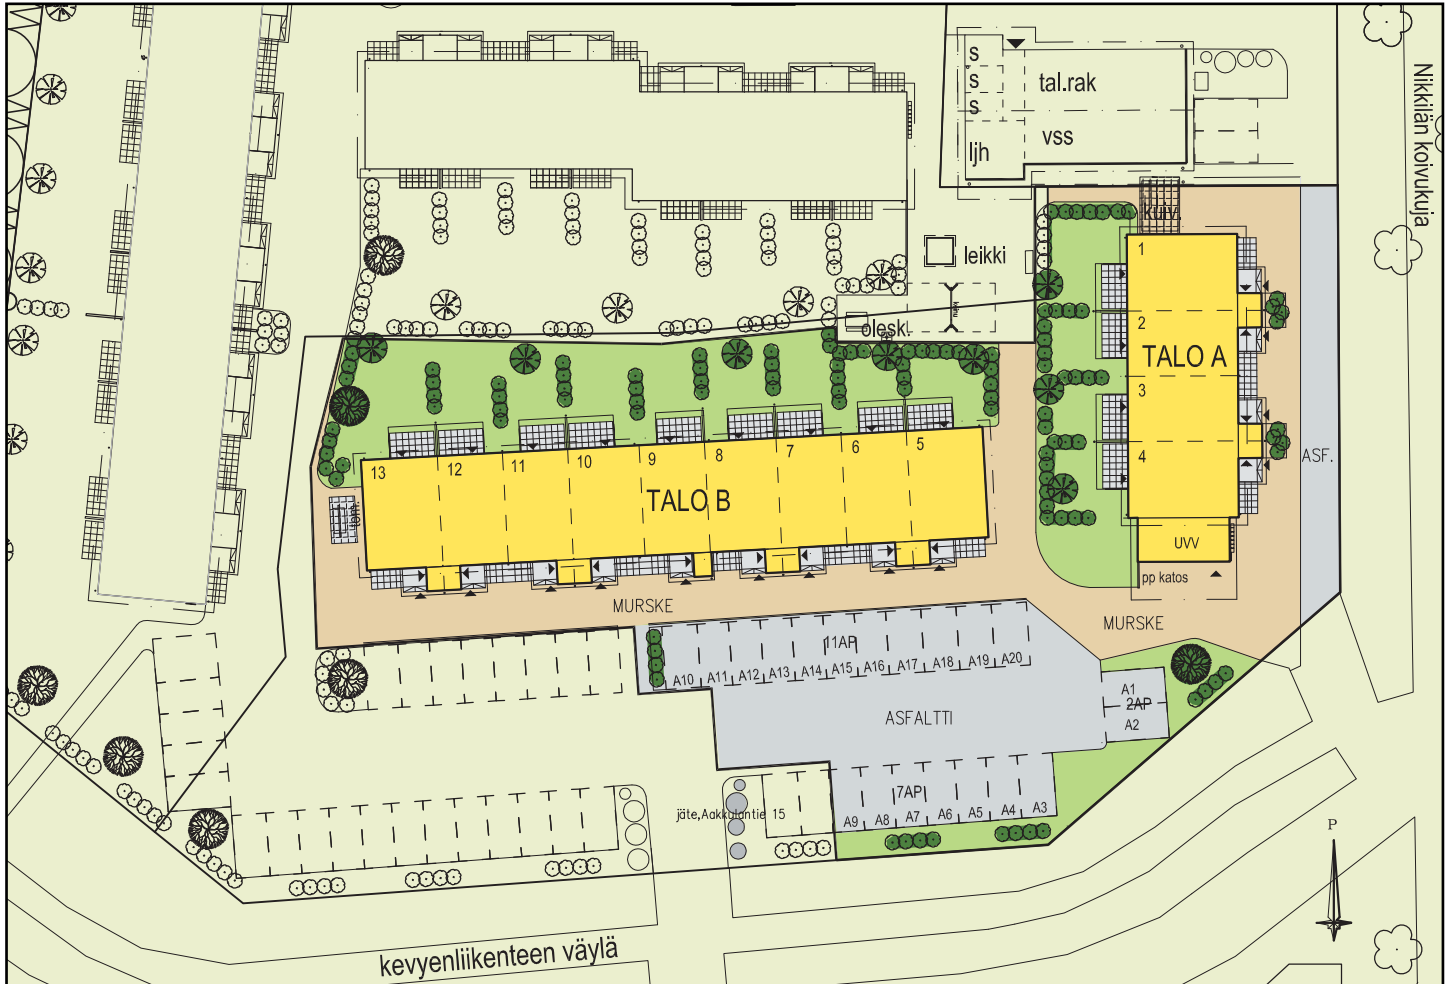 S
S
S
tal.rak
vss
ljh
Nikkilän koivukuja
KUIV.
leikki
keinu
olesk.
1
2
TALO A
3
4
ASF.
UVV
pp katos
13
12
11
10
9
8
7
6
5
TALO B
tom.
MURSKE
MURSKE
11AP
A10 A11 A12 A13 A14 A15 A16 A17 A18 A19 A20
A1
2AP
A2
ASFALTTI
7AP
A9 A8 A7 A6 A5 A4 A3
jäte,Aakkulantie 15
P
kevyenliikenteen väylä